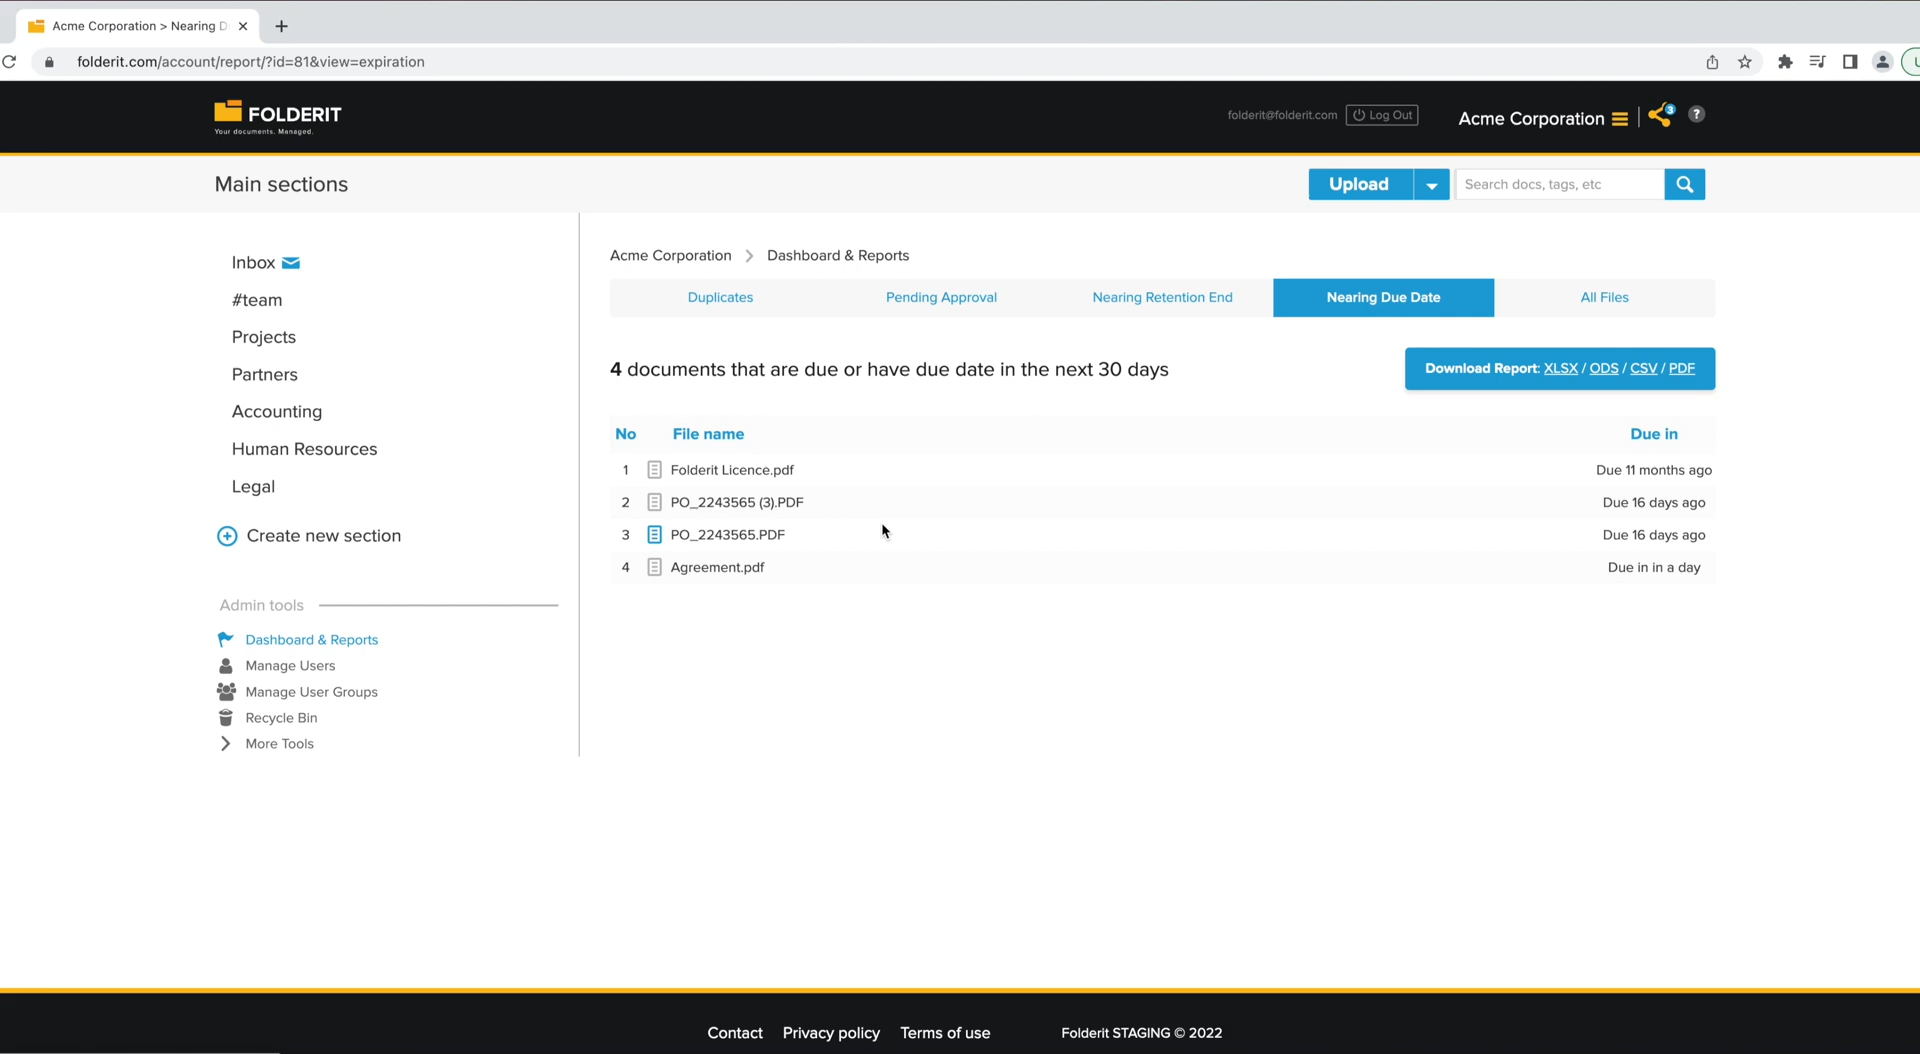 Acme Corporation > Nearing D
folderit.com/account/report/?id=81&view=expiration
FOLDERIT
Your documents. Managed.
folderit@folderit.com
Log Out
Acme Corporation
3
?
Main sections
Upload
Search docs, tags, etc
Inbox
#team
Projects
Partners
Accounting
Human Resources
Legal
Create new section
Admin tools
Dashboard & Reports
Manage Users
Manage User Groups
Recycle Bin
More Tools
Acme Corporation > Dashboard & Reports
Duplicates Pending Approval Nearing Retention End Nearing Due Date All Files
4 documents that are due or have due date in the next 30 days
Download Report: XLSX / ODS / CSV / PDF
No File name Due in
1 Folderit Licence.pdf Due 11 months ago
2 PO_2243565 (3).PDF Due 16 days ago
3 PO_2243565.PDF Due 16 days ago
4 Agreement.pdf Due in in a day
Contact Privacy policy Terms of use Folderit STAGING © 2022